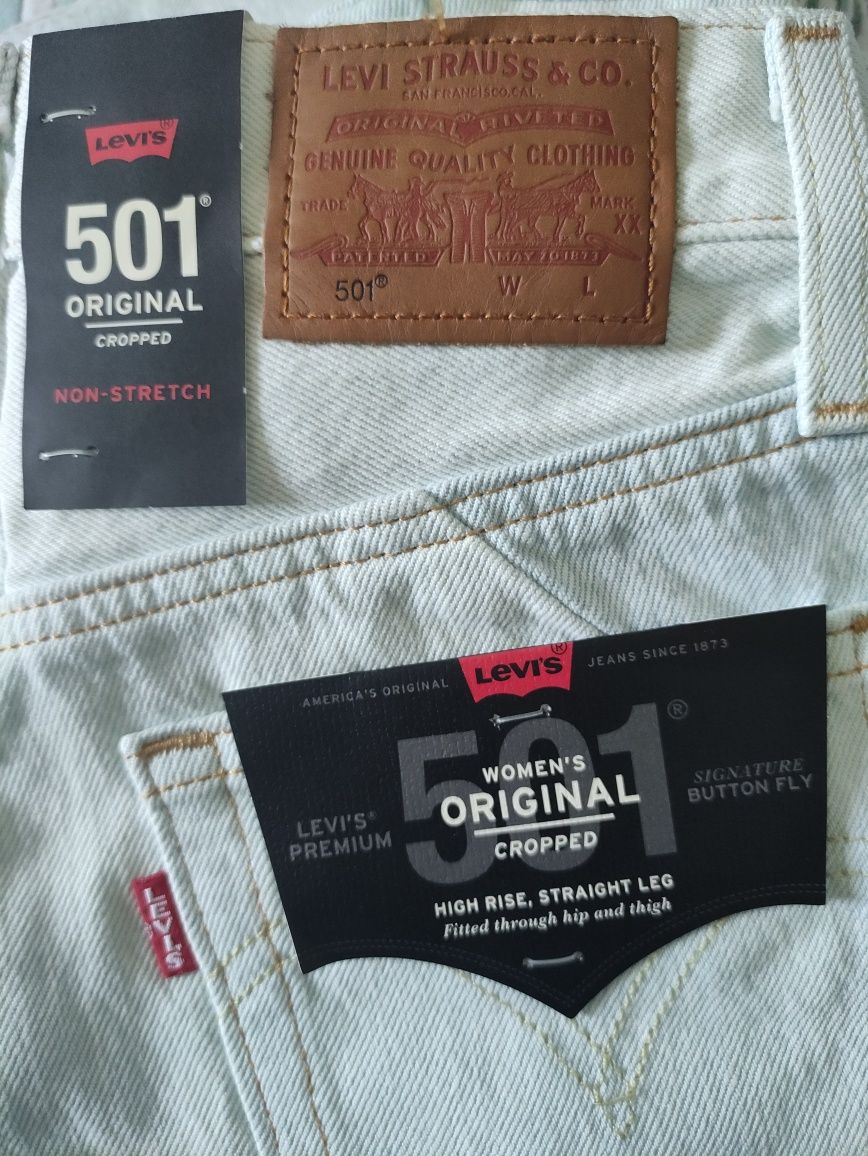 Levi's®
501®
ORIGINAL
CROPPED
NON-STRETCH
LEVI STRAUSS & CO.
SAN FRANCISCO, CAL.
ORIGINAL RIVETED
GENUINE QUALITY CLOTHING
TRADE MARK
XX
PATENTED MAY 20 1873
501® W L
AMERICA'S ORIGINAL Levi's® JEANS SINCE 1873
501®
WOMEN'S
ORIGINAL
CROPPED
LEVI'S®
PREMIUM
SIGNATURE
BUTTON FLY
HIGH RISE, STRAIGHT LEG
Fitted through hip and thigh
LEVI'S